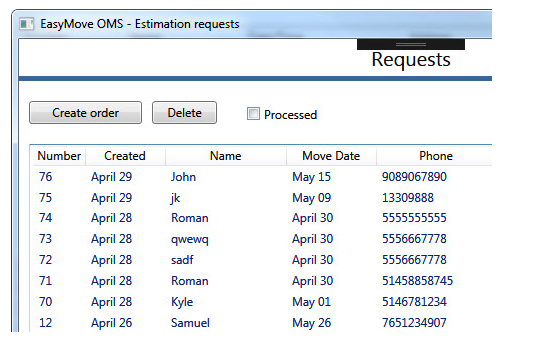 EasyMove OMS - Estimation requests
Requests
Create order Delete Processed
Number Created Name Move Date Phone
76 April 29 John May 15 9089067890
75 April 29 jk May 09 13309888
74 April 28 Roman April 30 5555555555
73 April 28 qwewq April 30 5556667778
72 April 28 sadf April 30 5556667778
71 April 28 Roman April 30 51458858745
70 April 28 Kyle May 01 5146781234
12 April 26 Samuel May 26 7651234907